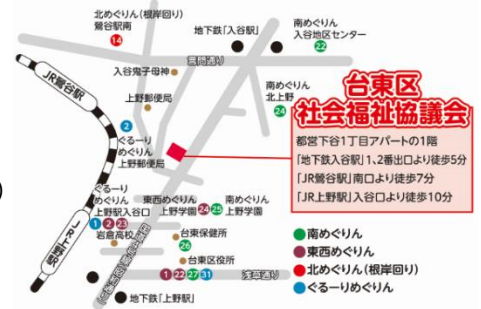 北めぐりん(根岸回り)
鶯谷駅南
14
地下鉄「入谷駅」
南めぐりん
入谷地区センター
22
言問通り
JR鶯谷駅
入谷鬼子母神
上野郵便局
南めぐりん
北上野
24
2
ぐるーり
めぐりん
上野郵便局
台東区
社会福祉協議会
都営下谷1丁目アパートの1階
「地下鉄入谷駅」1、2番出口より徒歩5分
「JR鶯谷駅」南口より徒歩7分
「JR上野駅」入谷口より徒歩10分
ぐるーり
めぐりん
上野駅入谷口
1 2 23
岩倉高校
東西めぐりん
上野学園
24 25
南めぐりん
上野学園
台東保健所
26
台東区役所
1 22 27 31
浅草通り
JR上野駅
地下鉄「上野駅」
南めぐりん
東西めぐりん
北めぐりん(根岸回り)
ぐるーりめぐりん